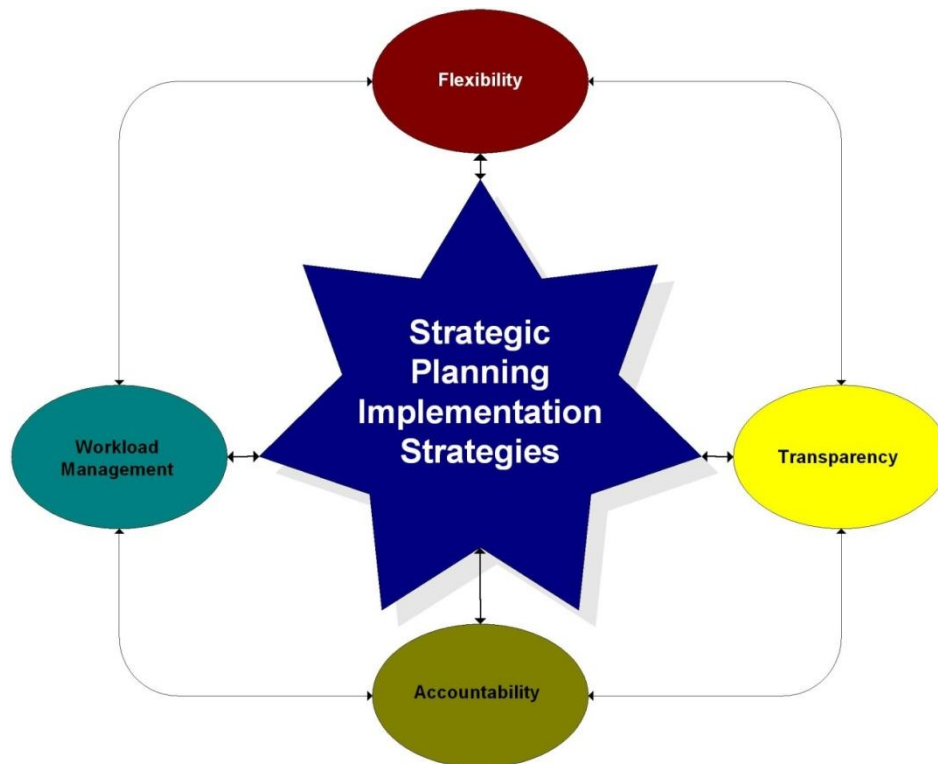 Flexibility
Strategic
Planning
Implementation
Strategies
Workload
Management
Transparency
Accountability